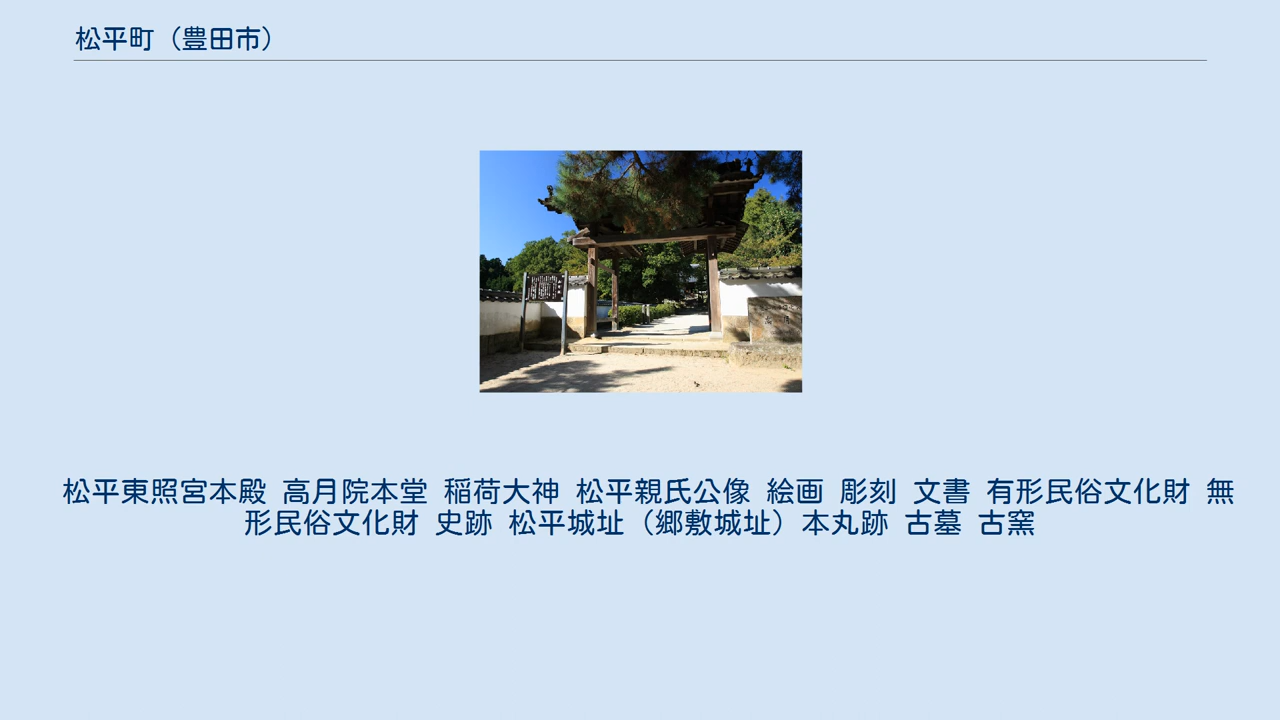 松平町（豊田市）
松平東照宮本殿 高月院本堂 稲荷大神 松平親氏公像 絵画 彫刻 文書 有形民俗文化財 無
形民俗文化財 史跡 松平城址（郷敷城址）本丸跡 古墓 古窯